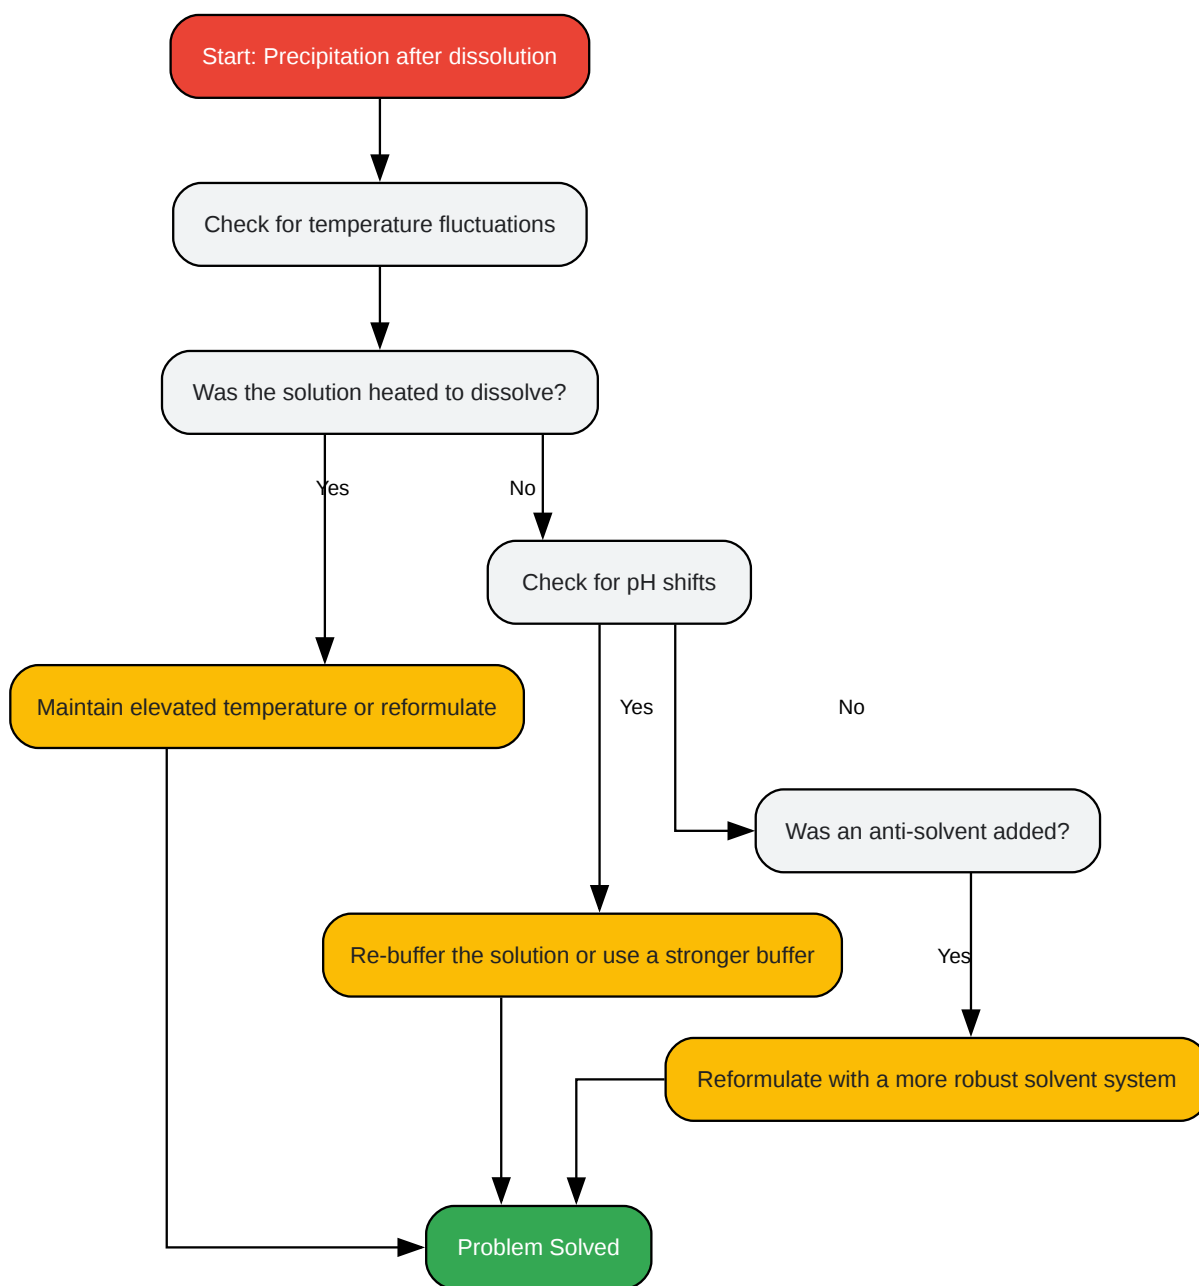 Start: Precipitation after dissolution
Check for temperature fluctuations
Was the solution heated to dissolve?
Yes
No
Check for pH shifts
Maintain elevated temperature or reformulate
Yes
No
Was an anti-solvent added?
Re-buffer the solution or use a stronger buffer
Yes
Reformulate with a more robust solvent system
Problem Solved